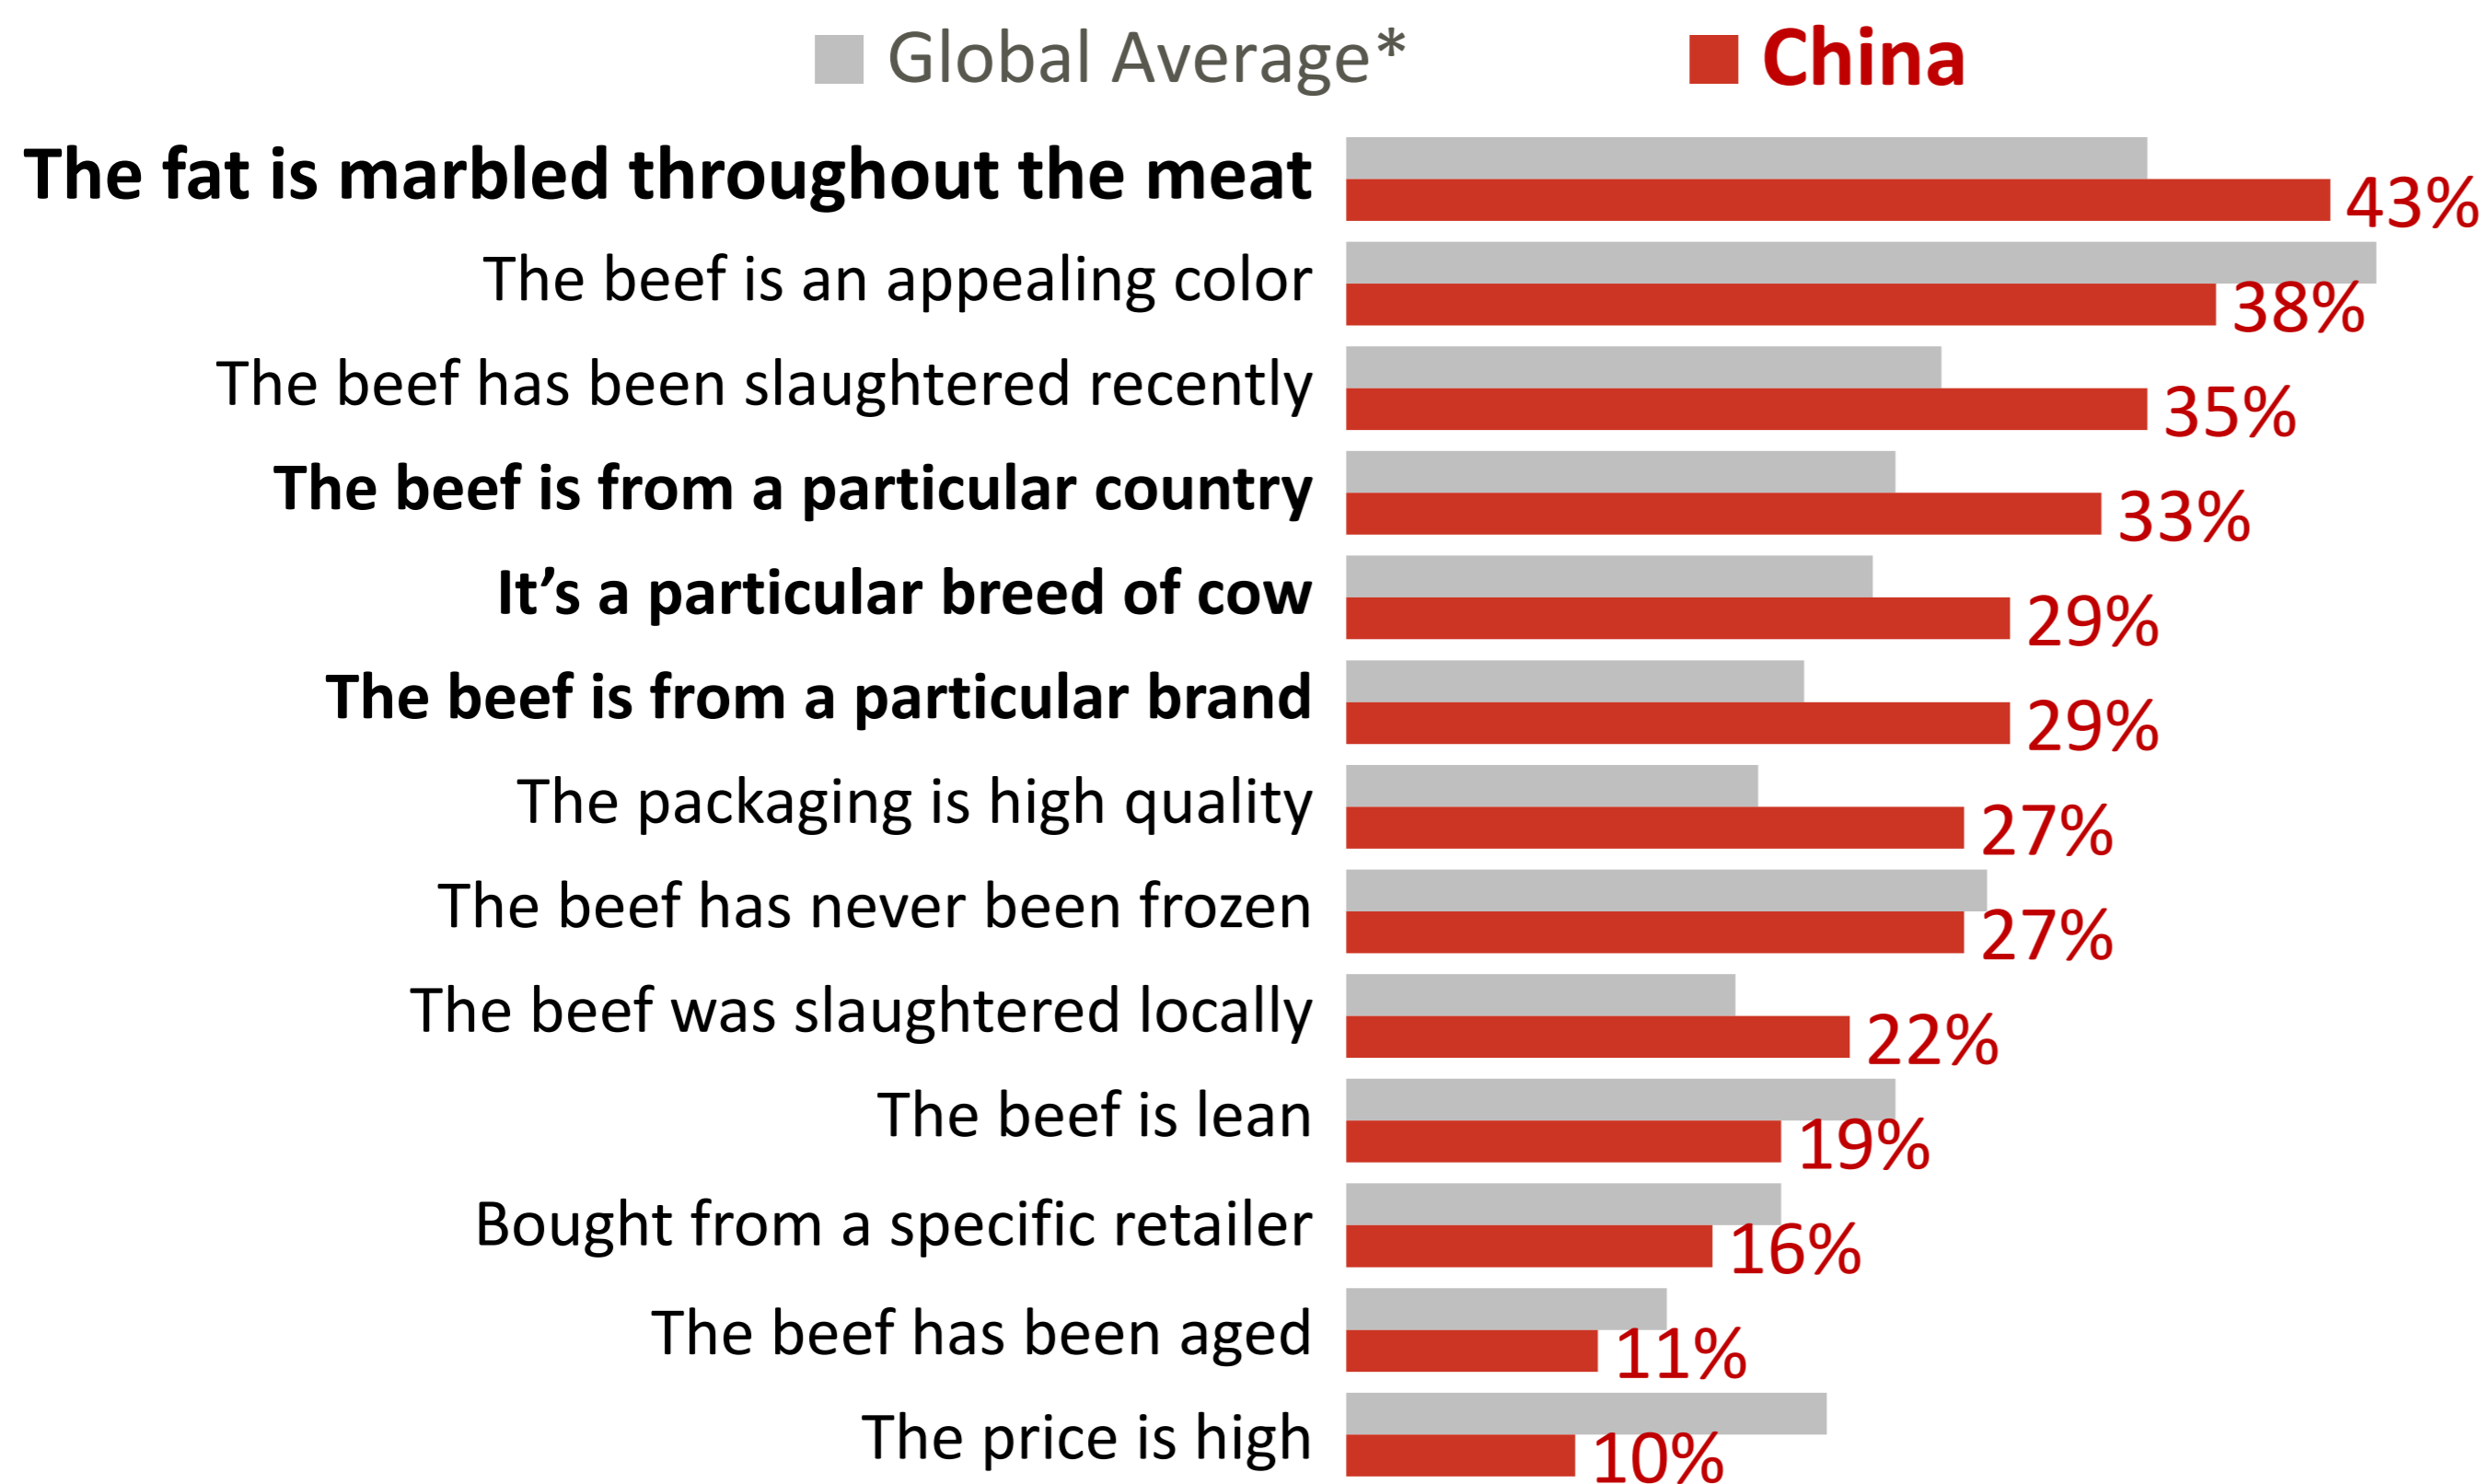 Global Average* China
The fat is marbled throughout the meat 43%
The beef is an appealing color 38%
The beef has been slaughtered recently 35%
The beef is from a particular country 33%
It’s a particular breed of cow 29%
The beef is from a particular brand 29%
The packaging is high quality 27%
The beef has never been frozen 27%
The beef was slaughtered locally 22%
The beef is lean 19%
Bought from a specific retailer 16%
The beef has been aged 11%
The price is high 10%